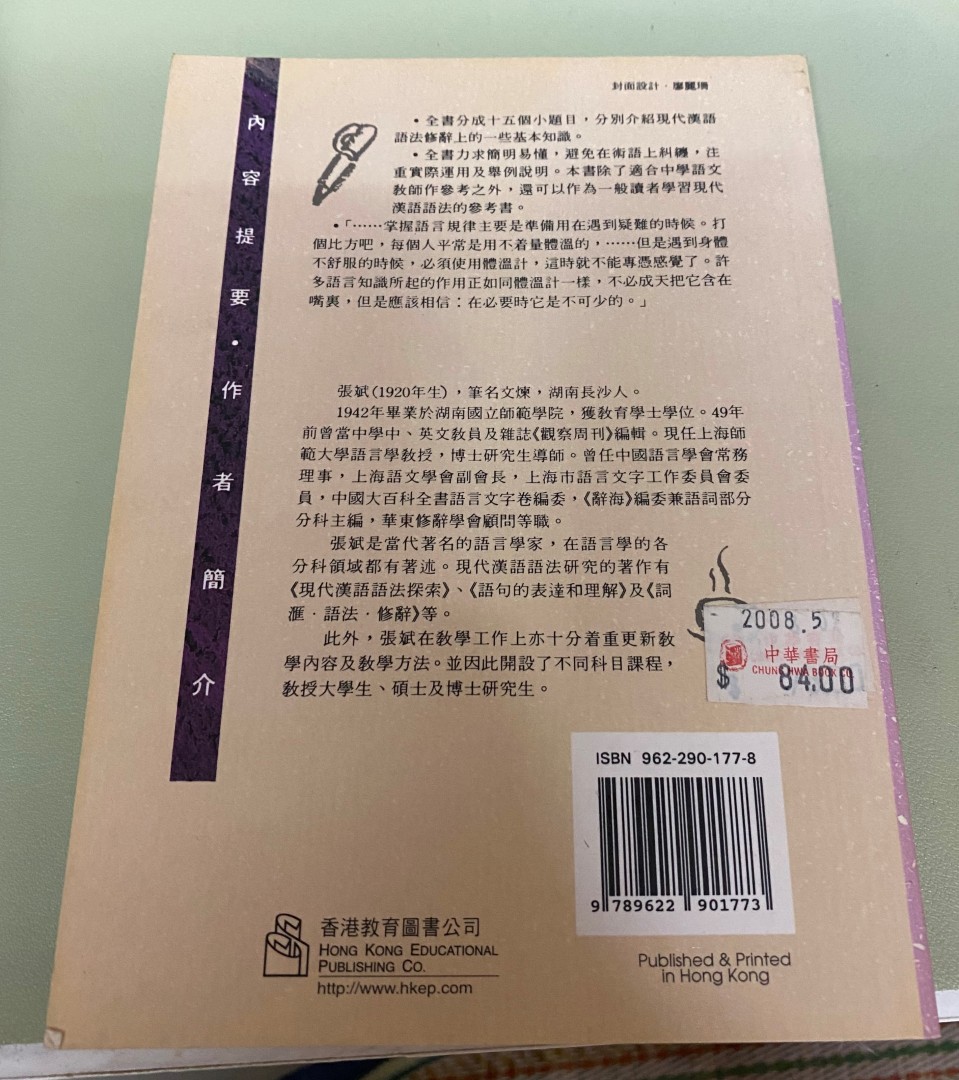 封面設計·廖麗珊
內容提要·作者簡介
•全書分成十五個小題目，分別介紹現代漢語
語法修辭上的一些基本知識。
•全書力求簡明易懂，避免在術語上糾纏，注
重實際運用及舉例說明。本書除了適合中學語文
教師作參考之外，還可以作為一般讀者學習現代
漢語語法的參考書。
•「……掌握語言規律主要是準備用在遇到疑難的時候。打
個比方吧，每個人平常是用不着量體溫的，……但是遇到身體
不舒服的時候，必須使用體溫計，這時就不能專憑感覺了。許
多語言知識所起的作用正如同體溫計一樣，不必成天把它含在
嘴裏，但是應該相信：在必要時它是不可少的。」
張斌(1920年生)，筆名文煉，湖南長沙人。
1942年畢業於湖南國立師範學院，獲教育學士學位。49年
前曾當中學中、英文教員及雜誌《觀察周刊》編輯。現任上海師
範大學語言學教授，博士研究生導師。曾任中國語言學會常務
理事，上海語文學會副會長，上海市語言文字工作委員會委
員，中國大百科全書語言文字卷編委，《辭海》編委兼語詞部分
分科主編，華東修辭學會顧問等職。
張斌是當代著名的語言學家，在語言學的各
分科領域都有著述。現代漢語語法研究的著作有
《現代漢語語法探索》、《語句的表達和理解》及《詞
匯·語法·修辭》等。
此外，張斌在教學工作上亦十分着重更新教
學內容及教學方法。並因此開設了不同科目課程，
教授大學生、碩士及博士研究生。
2008.5
中華書局
CHUNG HWA BOOK CO.
$ 84.00
ISBN 962-290-177-8
9 789622 901773
香港教育圖書公司
HONG KONG EDUCATIONAL
PUBLISHING CO.
http://www.hkep.com
Published & Printed
in Hong Kong